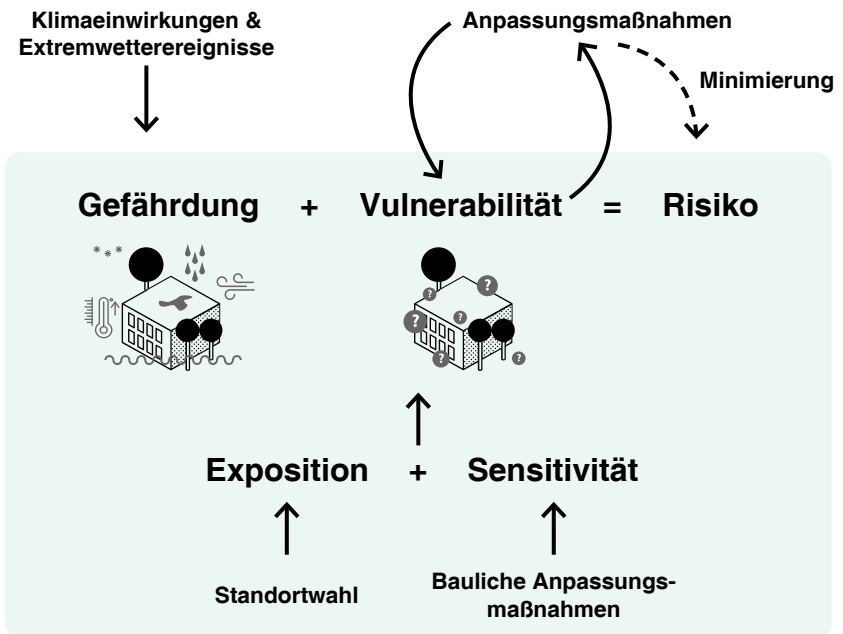 Klimaeinwirkungen &
Extremwetterereignisse
Anpassungsmaßnahmen
Minimierung
Gefährdung + Vulnerabilität = Risiko
? ? ? ? ? ?
Exposition + Sensitivität
Standortwahl
Bauliche Anpassungs-
maßnahmen